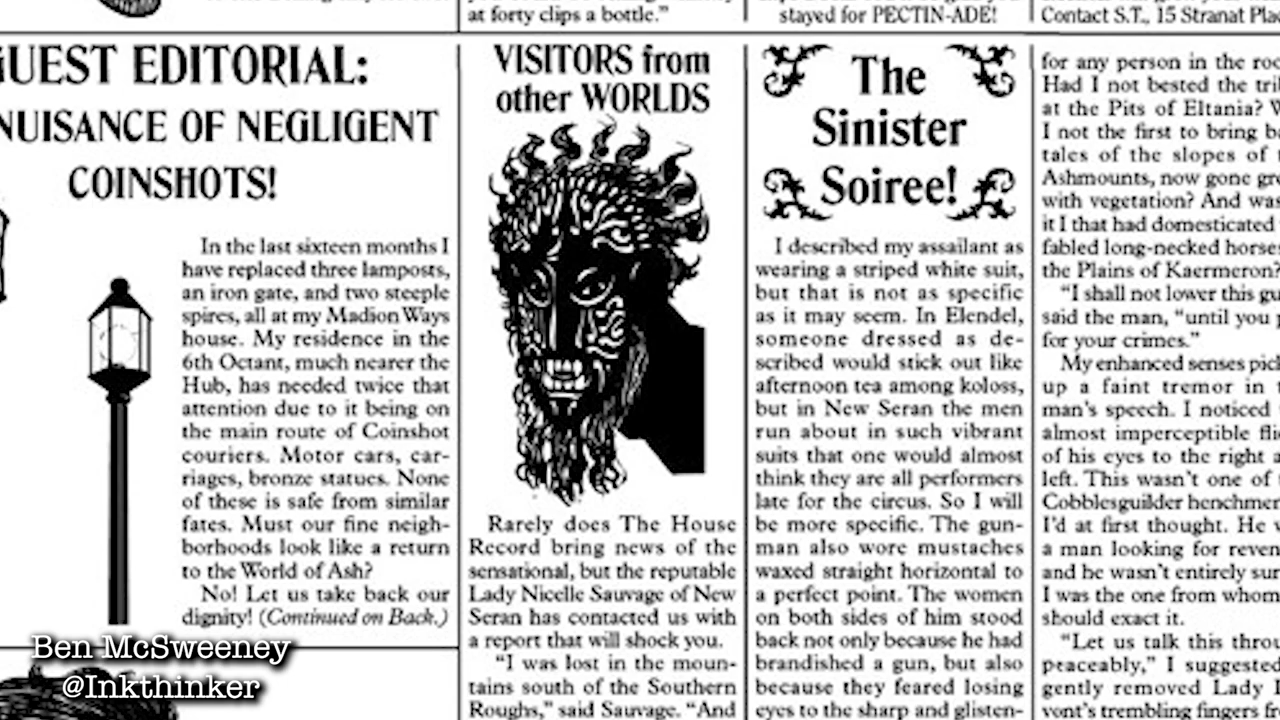 at forty clips a bottle.”
stayed for PECTIN-ADE!
Contact S.T., 15 Stranat
UEST EDITORIAL:
NUISANCE OF NEGLIGENT
COINSHOTS!
In the last sixteen months I
have replaced three lamposts,
an iron gate, and two steeple
spires, all at my Madion Ways
house. My residence in the
6th Octant, much nearer the
Hub, has needed twice that
attention due to it being on
the main route of Coinshot
couriers. Motor cars, car-
riages, bronze statues. None
of these is safe from similar
fates. Must our fine neigh-
borhoods look like a return
to the World of Ash?
No! Let us take back our
dignity! (Continued on Back.)
Ben McSweeney
@Inkthinker
VISITORS from
other WORLDS
Rarely does The House
Record bring news of the
sensational, but the reputable
Lady Nicelle Sauvage of New
Seran has contacted us with
a report that will shock you.
“I was lost in the moun-
tains south of the Southern
Roughs,” said Sauvage. “And
The
Sinister
Soiree!
I described my assailant as
wearing a striped white suit,
but that is not as specific
as it may seem. In Elendel,
someone dressed as de-
scribed would stick out like
afternoon tea among koloss,
but in New Seran the men
run about in such vibrant
suits that one would almost
think they are all performers
late for the circus. So I will
be more specific. The gun-
man also wore mustaches
waxed straight horizontal to
a perfect point. The women
on both sides of him stood
back not only because he had
brandished a gun, but also
because they feared losing
eyes to the sharp and glisten-
for any person in the roo
Had I not bested the tri
at the Pits of Eltania? W
I not the first to bring b
tales of the slopes of t
Ashmounts, now gone gre
with vegetation? And was
it I that had domesticated
fabled long-necked horse
the Plains of Kaermeron?
“I shall not lower this gu
said the man, “until you p
for your crimes.”
My enhanced senses pick
up a faint tremor in
man’s speech. I noticed
almost imperceptible fli
of his eyes to the right a
left. This wasn’t one of t
Cobblesguilder henchmen
I’d at first thought. He w
a man looking for reven
and he wasn’t entirely sur
I was the one from whom
should exact it.
“Let us talk this throu
peaceably,” I suggested
gently removed Lady
vont’s trembling fingers fr